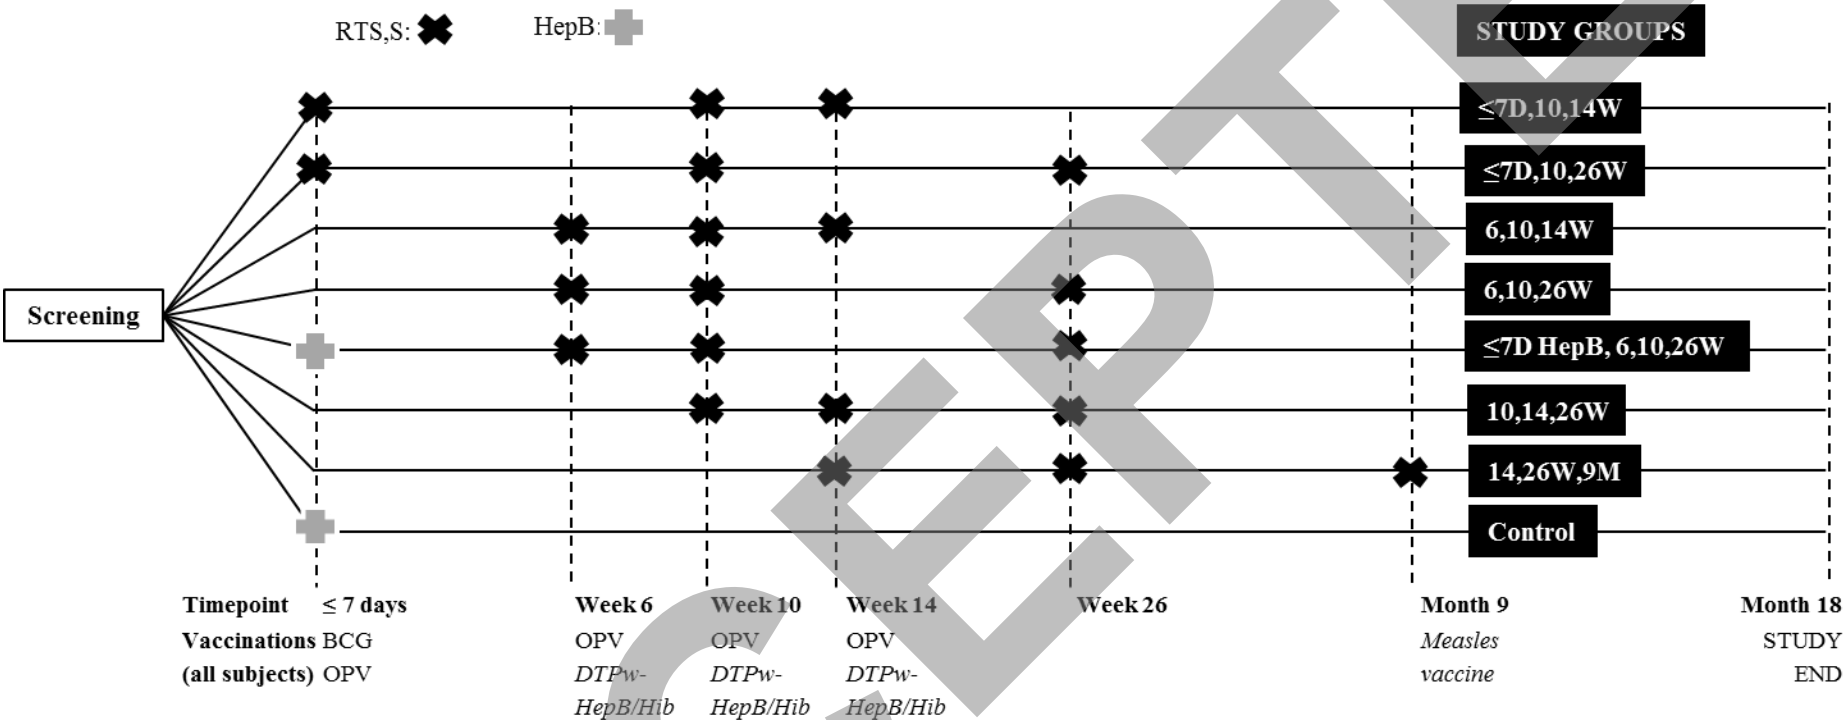 RTS,S:
HepB:
STUDY GROUPS
≤7D,10,14W
≤7D,10,26W
6,10,14W
6,10,26W
Screening
≤7D HepB, 6,10,26W
10,14,26W
14,26W,9M
Control
Timepoint ≤ 7 days Week 6 Week 10 Week 14 Week 26 Month 9 Month 18
Vaccinations BCG OPV OPV OPV Measles STUDY
(all subjects) OPV DTPw- DTPw- DTPw- vaccine END
HepB/Hib HepB/Hib HepB/Hib
CEPTE